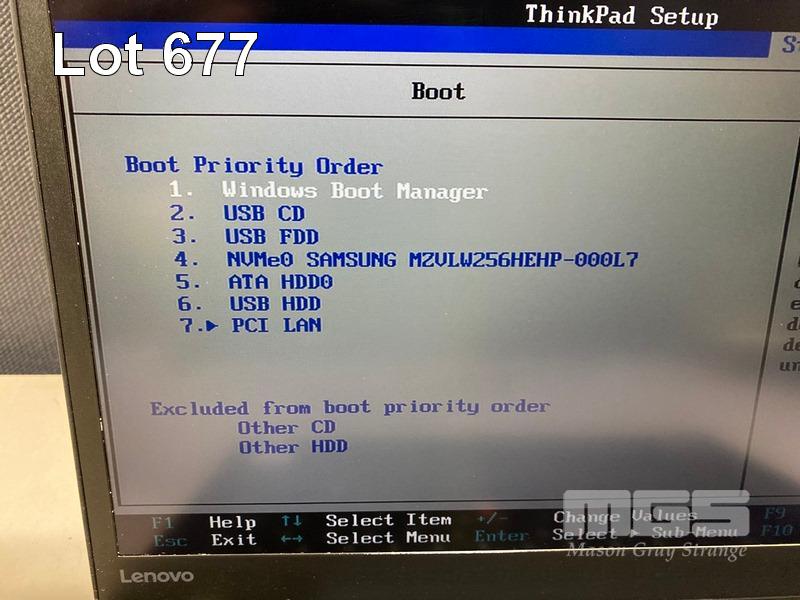 ThinkPad Setup
Lot 677
Boot
Boot Priority Order
1. Windows Boot Manager
2. USB CD
3. USB FDD
4. NVMe0 SAMSUNG MZVLW256HEHP-000L7
5. ATA HDD0
6. USB HDD
7.▸ PCI LAN
Excluded from boot priority order
Other CD
Other HDD
F1 Help ↑↓ Select Item +/- Change Values F9
Esc Exit ←→ Select Menu Enter Select ▸ Sub-Menu F10
MGS
Mason Gray Strange
Lenovo